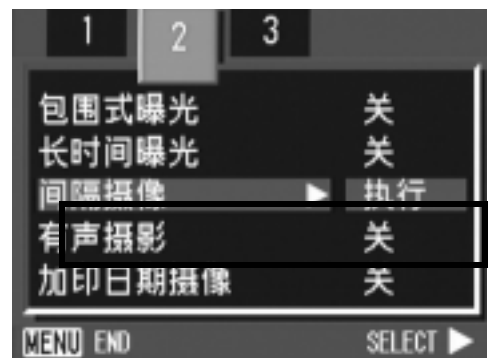 1 2 3
包围式曝光 关
长时间曝光 关
间隔摄像 ▶ 执行
有声摄影 关
加印日期摄像 关
MENU END SELECT ▶